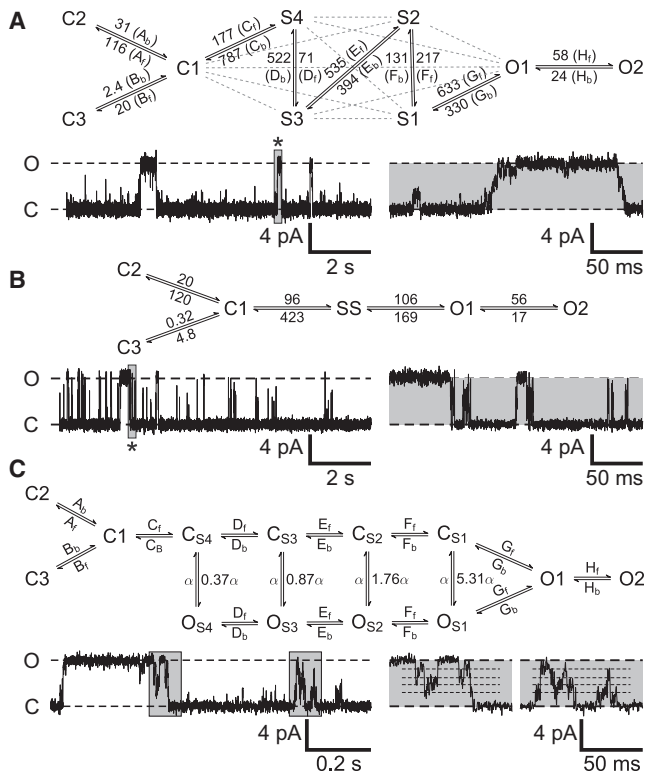 A
C2
S4
S2
31 (Ab)
116 (Af)
177 (Cf)
787 (Cb)
C1
522 71
(Db) (Df)
535 (Ef)
394 (Eb)
131 217
(Fb) (Ff)
O1
58 (Hf)
24 (Hb)
O2
2.4 (Bb)
20 (Bf)
633 (Gf)
330 (Gb)
C3
S3
S1
*
O
C
4 pA
2 s
4 pA
50 ms
B
C2
20
120
C1
96
423
SS
106
169
O1
56
17
O2
0.32
4.8
C3
O
C
*
4 pA
2 s
4 pA
50 ms
C
C2
Ab
Af
C1
Cf
CB
CS4
Df
Db
CS3
Ef
Eb
CS2
Ff
Fb
CS1
Gf
Gb
Bb
Bf
C3
α 0.37α
α 0.87α
α 1.76α
α 5.31α
O1
Hf
Hb
O2
Gf
Gb
OS4
Df
Db
OS3
Ef
Eb
OS2
Ff
Fb
OS1
O
C
4 pA
0.2 s
4 pA
50 ms